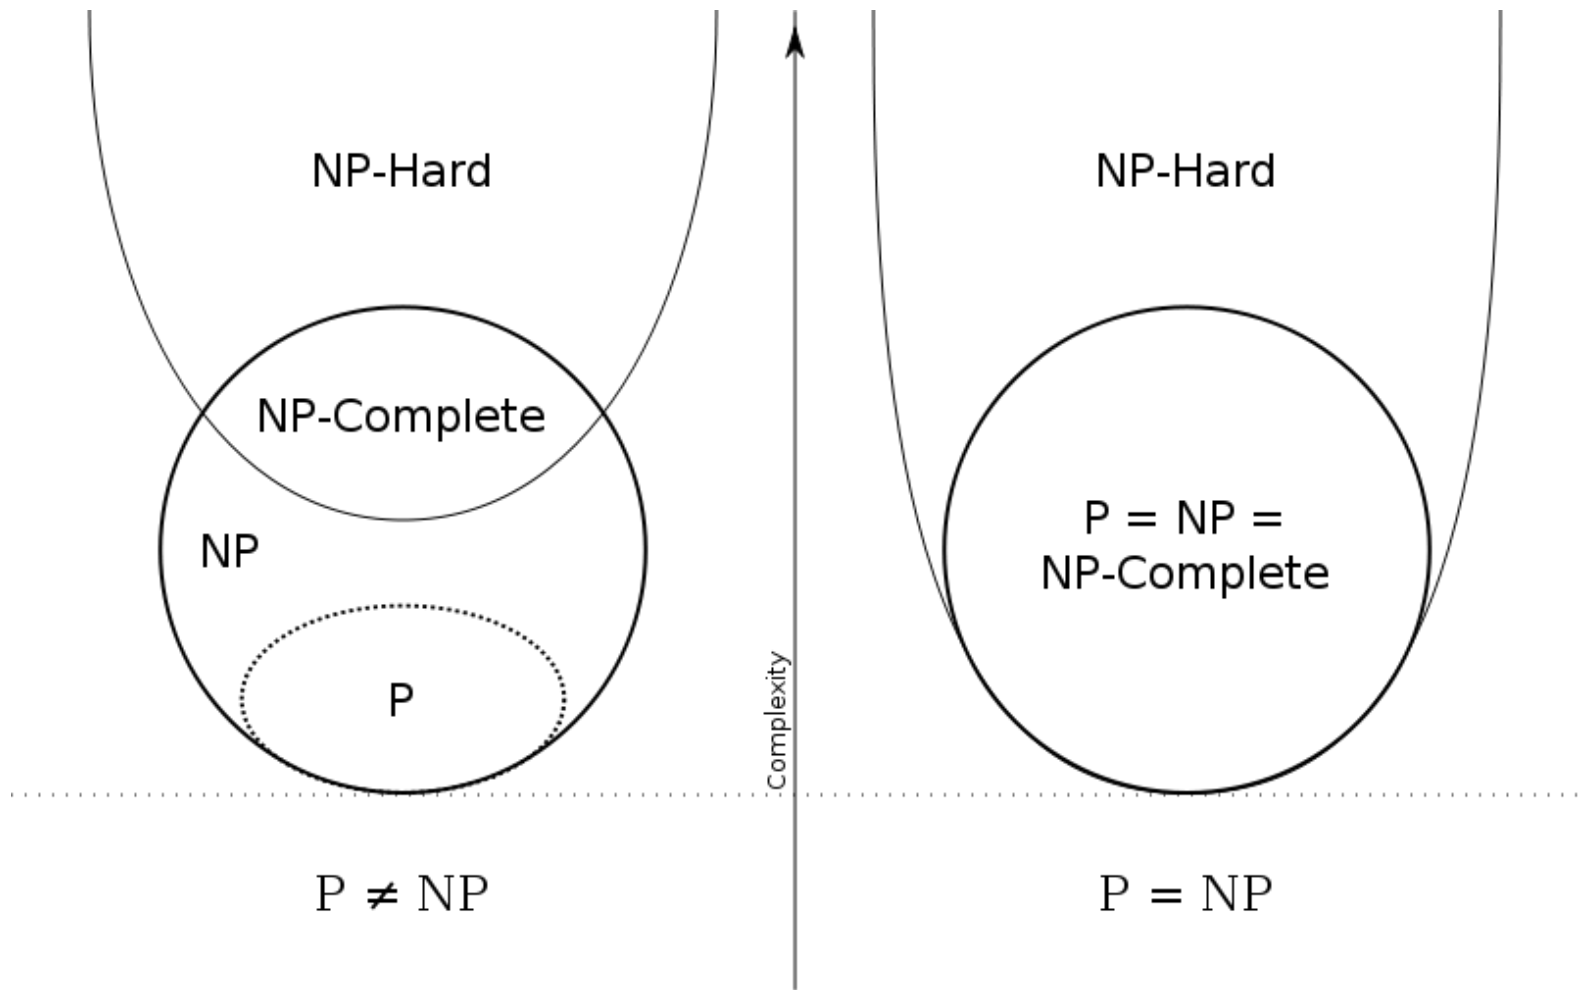 NP-Hard
NP-Complete
NP
P
P ≠ NP
Complexity
NP-Hard
P = NP =
NP-Complete
P = NP